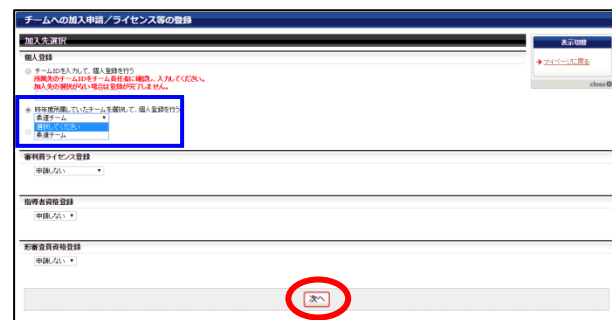 チームへの加入申請／ライセンス等の登録
加入先選択
個人登録
チームIDを入力して、個人登録を行う
所属先のチームIDをチーム責任者に確認し、入力してください。
加入先の選択がない場合は登録が完了しません。
昨年度所属していたチームを選択して、個人登録を行う
柔道チーム
選択してください
柔道チーム
審判員ライセンス登録
申請しない
指導者資格登録
申請しない
形審査員資格登録
申請しない
次へ
表示切替
マイページに戻る
close